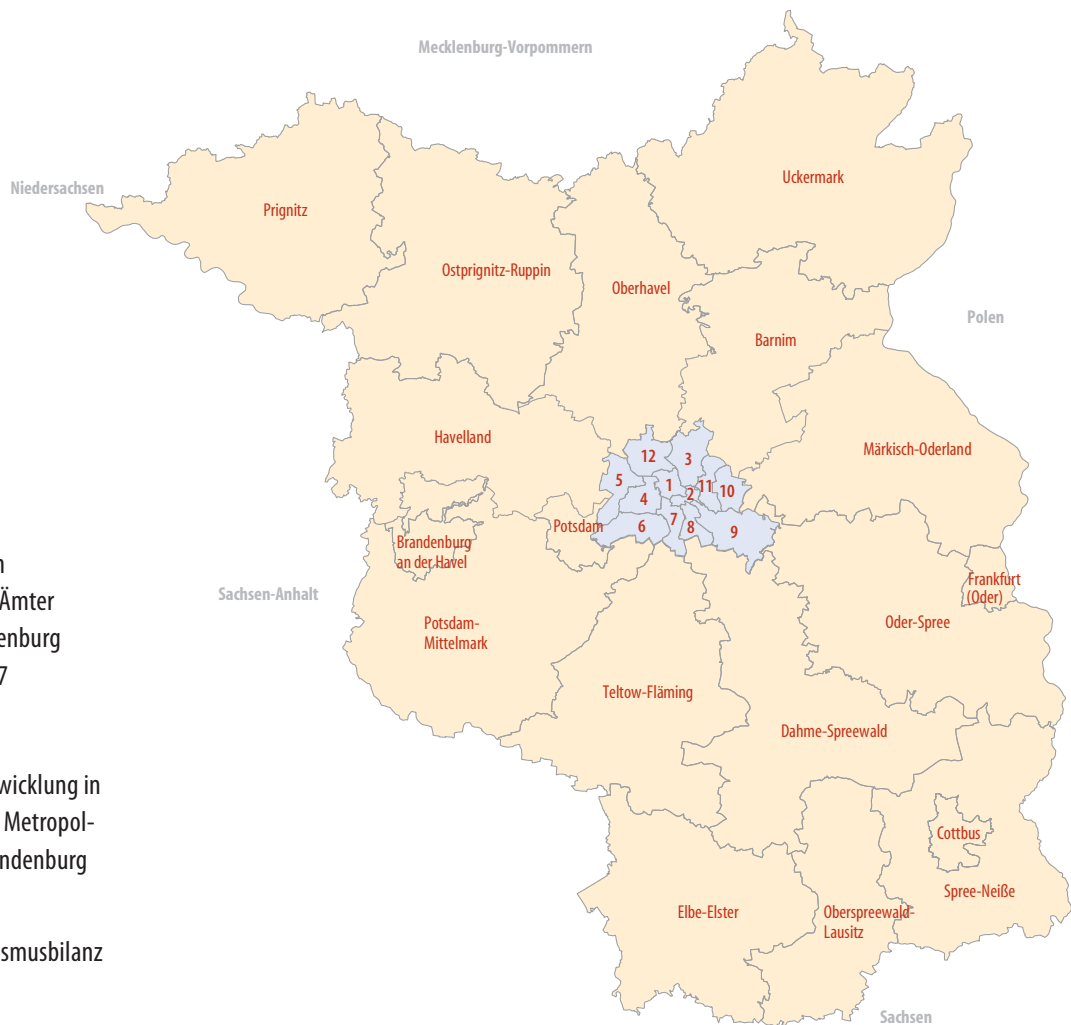 Mecklenburg-Vorpommern
Niedersachsen
Uckermark
Prignitz
Ostprignitz-Ruppin
Oberhavel
Polen
Barnim
Havelland
Märkisch-Oderland
12
3
5
1
11
10
2
4
7
6
8
9
Potsdam
Brandenburg
an der Havel
Sachsen-Anhalt
Frankfurt
(Oder)
Potsdam-
Mittelmark
Oder-Spree
Teltow-Fläming
Dahme-Spreewald
Cottbus
Spree-Neiße
Elbe-Elster
Oberspreewald-
Lausitz
Sachsen
n
Ämter
enburg
7
wicklung in
Metropol-
ndenburg
smusbilanz